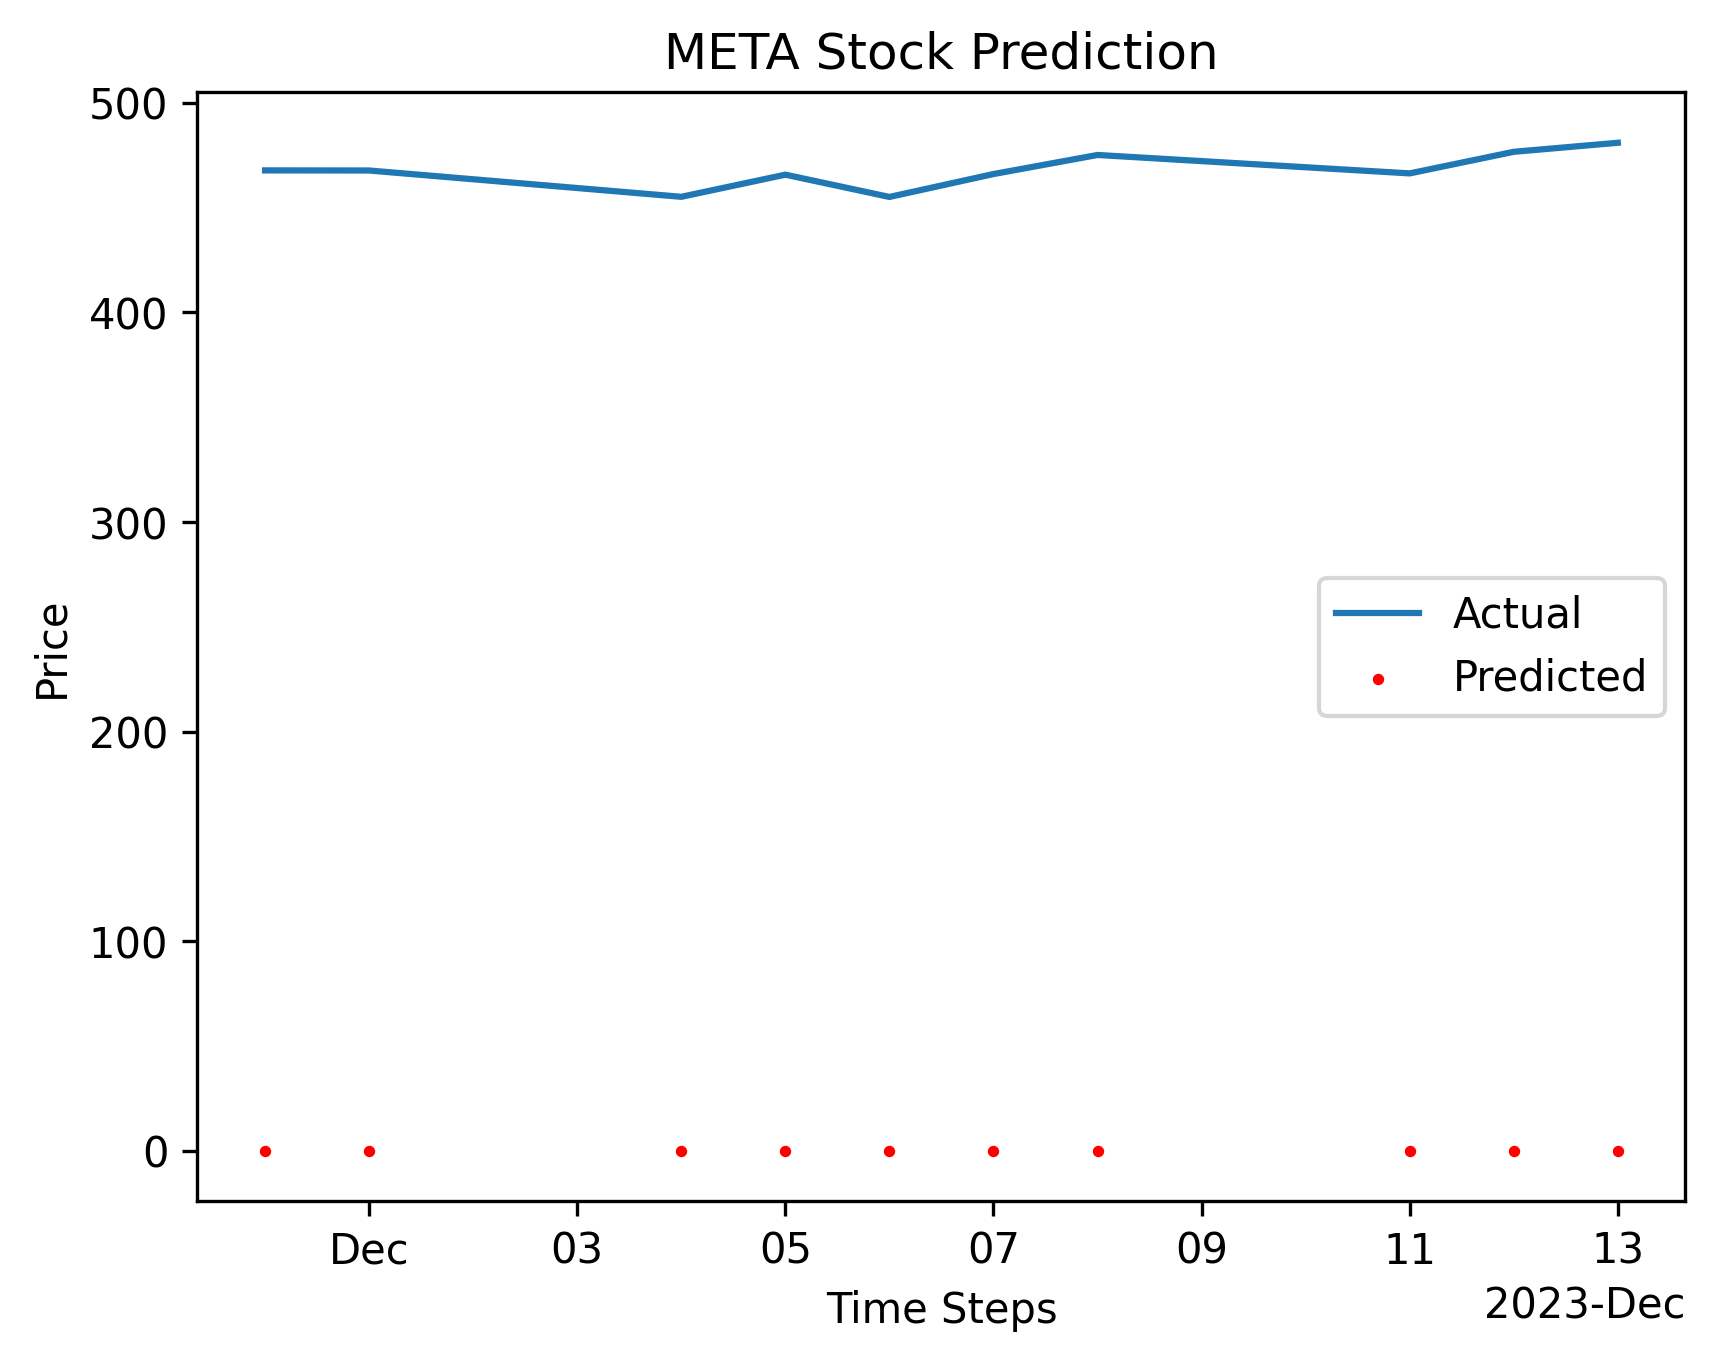 META Stock Prediction
500
400
300
200
100
0
Price
Actual
Predicted
Dec 03 05 07 09 11 13
2023-Dec
Time Steps